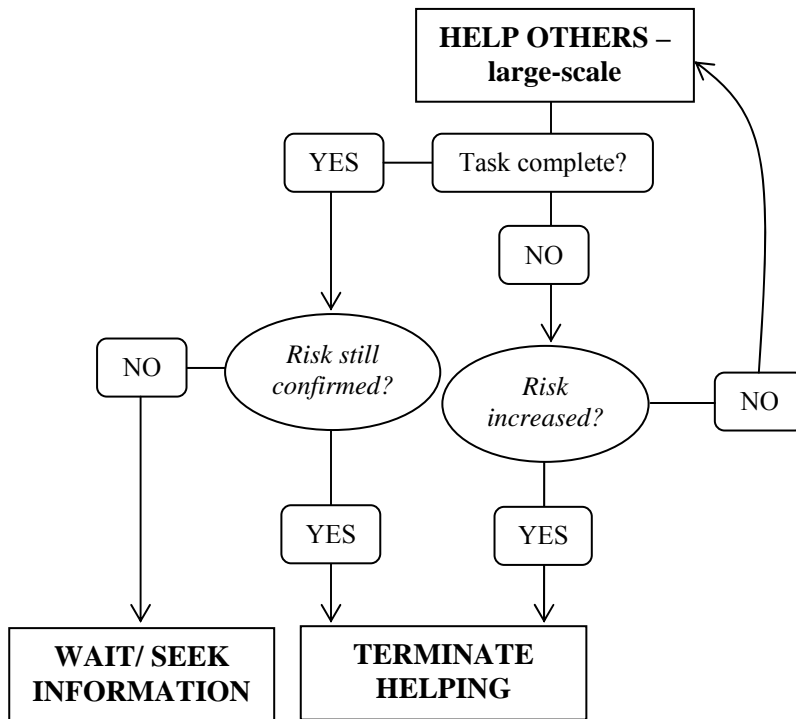 HELP OTHERS –
large-scale
YES
Task complete?
NO
Risk still
confirmed?
NO
Risk
increased?
NO
YES
YES
WAIT/ SEEK
INFORMATION
TERMINATE
HELPING